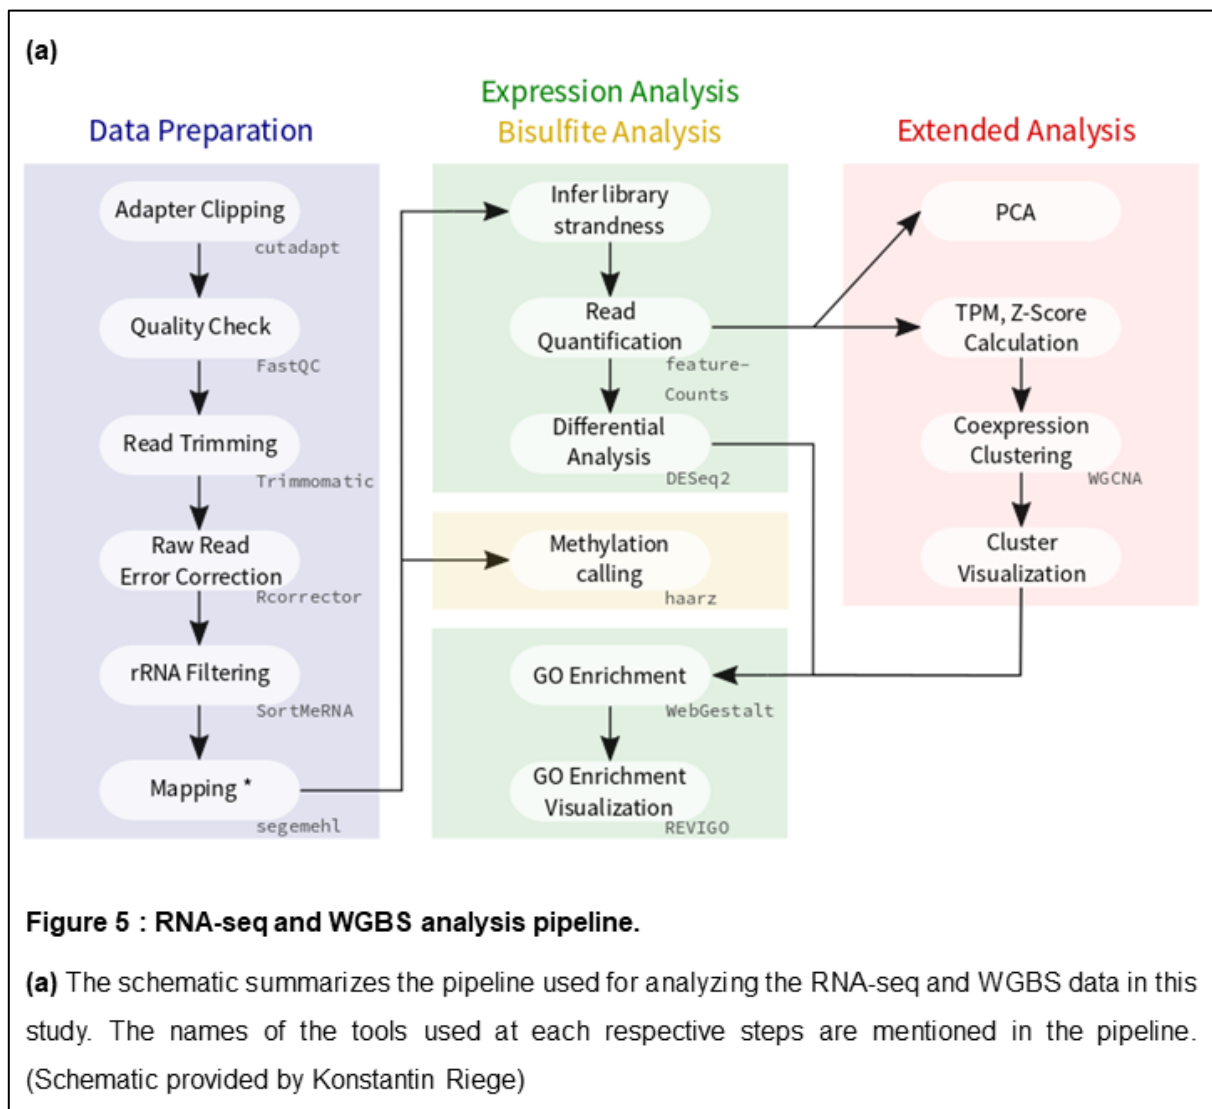 (a)
Data Preparation
Expression Analysis
Bisulfite Analysis
Extended Analysis
Adapter Clipping
cutadapt
Quality Check
FastQC
Read Trimming
Trimmomatic
Raw Read
Error Correction
Rcorrector
rRNA Filtering
SortMeRNA
Mapping *
segemehl
Infer library
strandness
Read
Quantification
feature-
Counts
Differential
Analysis
DESeq2
Methylation
calling
haarz
GO Enrichment
WebGestalt
GO Enrichment
Visualization
REVIGO
PCA
TPM, Z-Score
Calculation
Coexpression
Clustering
WGCNA
Cluster
Visualization
Figure 5 : RNA-seq and WGBS analysis pipeline.
(a) The schematic summarizes the pipeline used for analyzing the RNA-seq and WGBS data in this
study. The names of the tools used at each respective steps are mentioned in the pipeline.
(Schematic provided by Konstantin Riege)